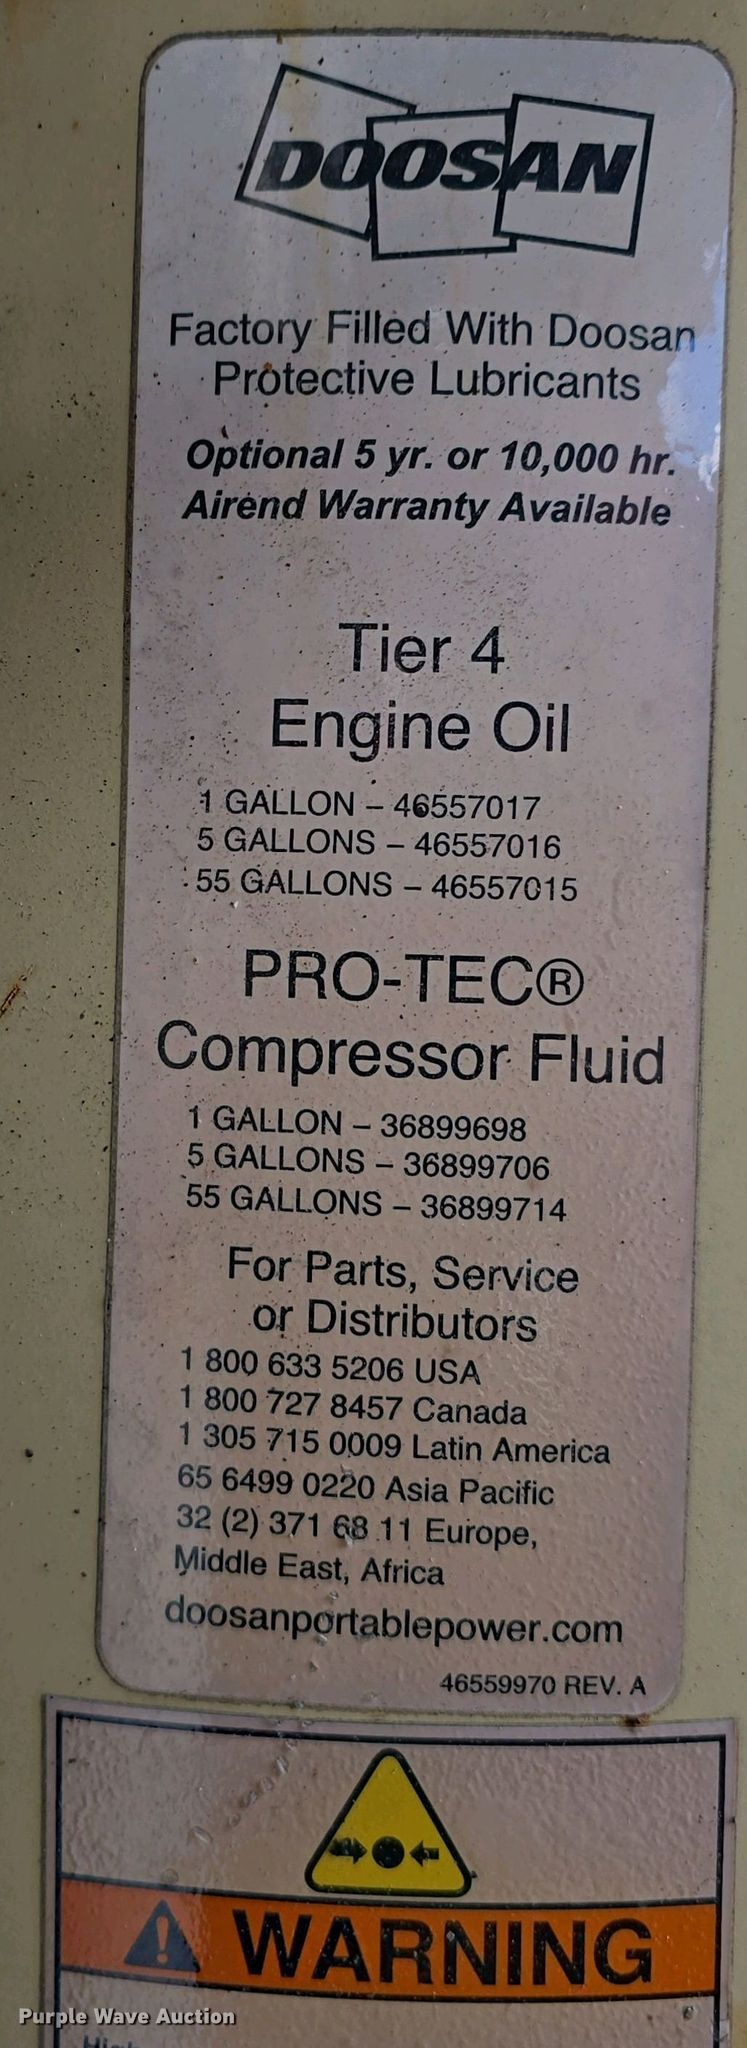 DOOSAN
Factory Filled With Doosan
Protective Lubricants
Optional 5 yr. or 10,000 hr.
Airend Warranty Available
Tier 4
Engine Oil
1 GALLON – 46557017
5 GALLONS – 46557016
55 GALLONS – 46557015
PRO-TEC®
Compressor Fluid
1 GALLON – 36899698
5 GALLONS – 36899706
55 GALLONS – 36899714
For Parts, Service
or Distributors
1 800 633 5206 USA
1 800 727 8457 Canada
1 305 715 0009 Latin America
65 6499 0220 Asia Pacific
32 (2) 371 68 11 Europe,
Middle East, Africa
doosanportablepower.com
46559970 REV. A
WARNING
Purple Wave Auction